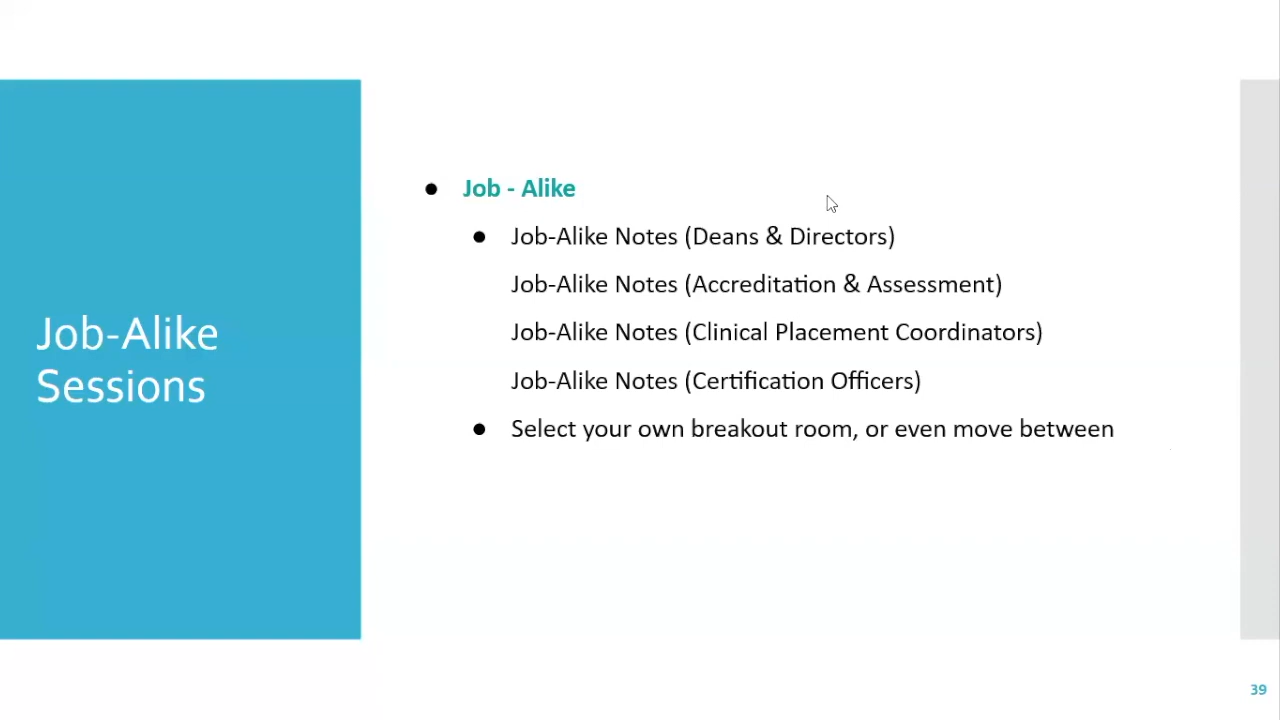 Job-Alike
Sessions
● Job - Alike
● Job-Alike Notes (Deans & Directors)
Job-Alike Notes (Accreditation & Assessment)
Job-Alike Notes (Clinical Placement Coordinators)
Job-Alike Notes (Certification Officers)
● Select your own breakout room, or even move between
39